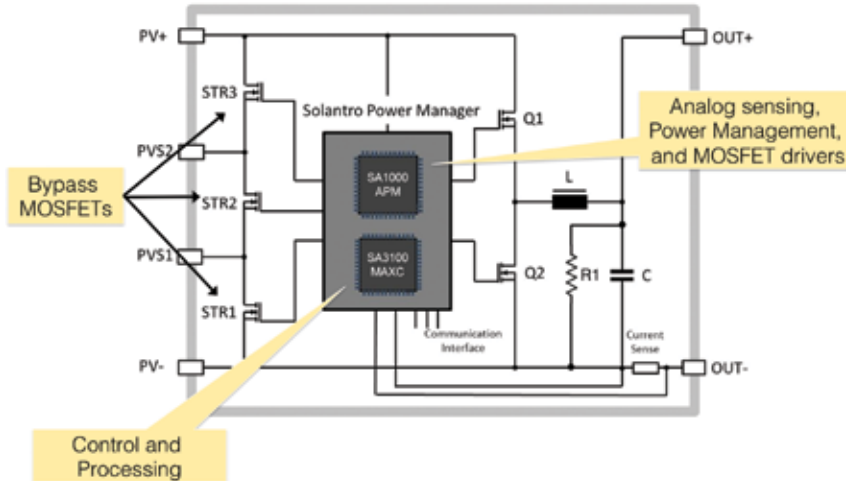 PV+
OUT+
STR3
Solantro Power Manager
Q1
Analog sensing,
Power Management,
and MOSFET drivers
PVS2
SA1000
APM
L
Bypass
MOSFETs
STR2
PVS1
SA3100
MAXC
Q2
R1
C
STR1
Communication
Interface
Current
Sense
PV-
OUT-
Control and
Processing